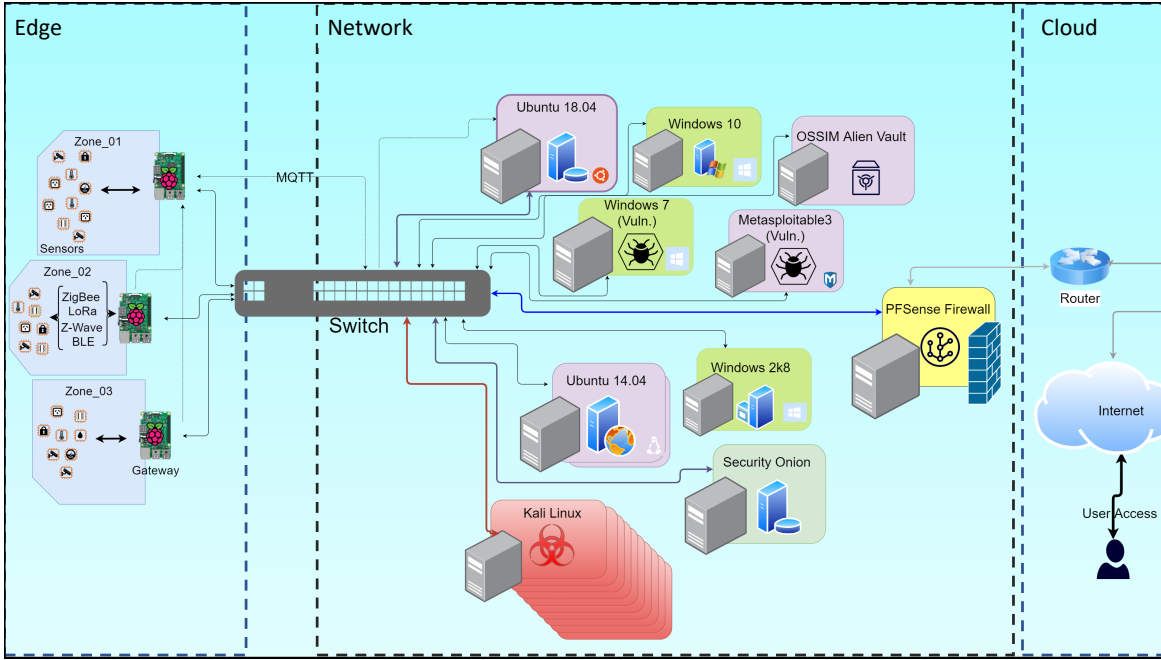 Edge
Network
Cloud
Zone_01
Sensors
Zone_02
ZigBee
LoRa
Z-Wave
BLE
Zone_03
Gateway
MQTT
Switch
Ubuntu 18.04
Windows 10
OSSIM Alien Vault
Windows 7
(Vuln.)
Metasploitable3
(Vuln.)
PFSense Firewall
Router
Ubuntu 14.04
Windows 2k8
Internet
Security Onion
User Access
Kali Linux